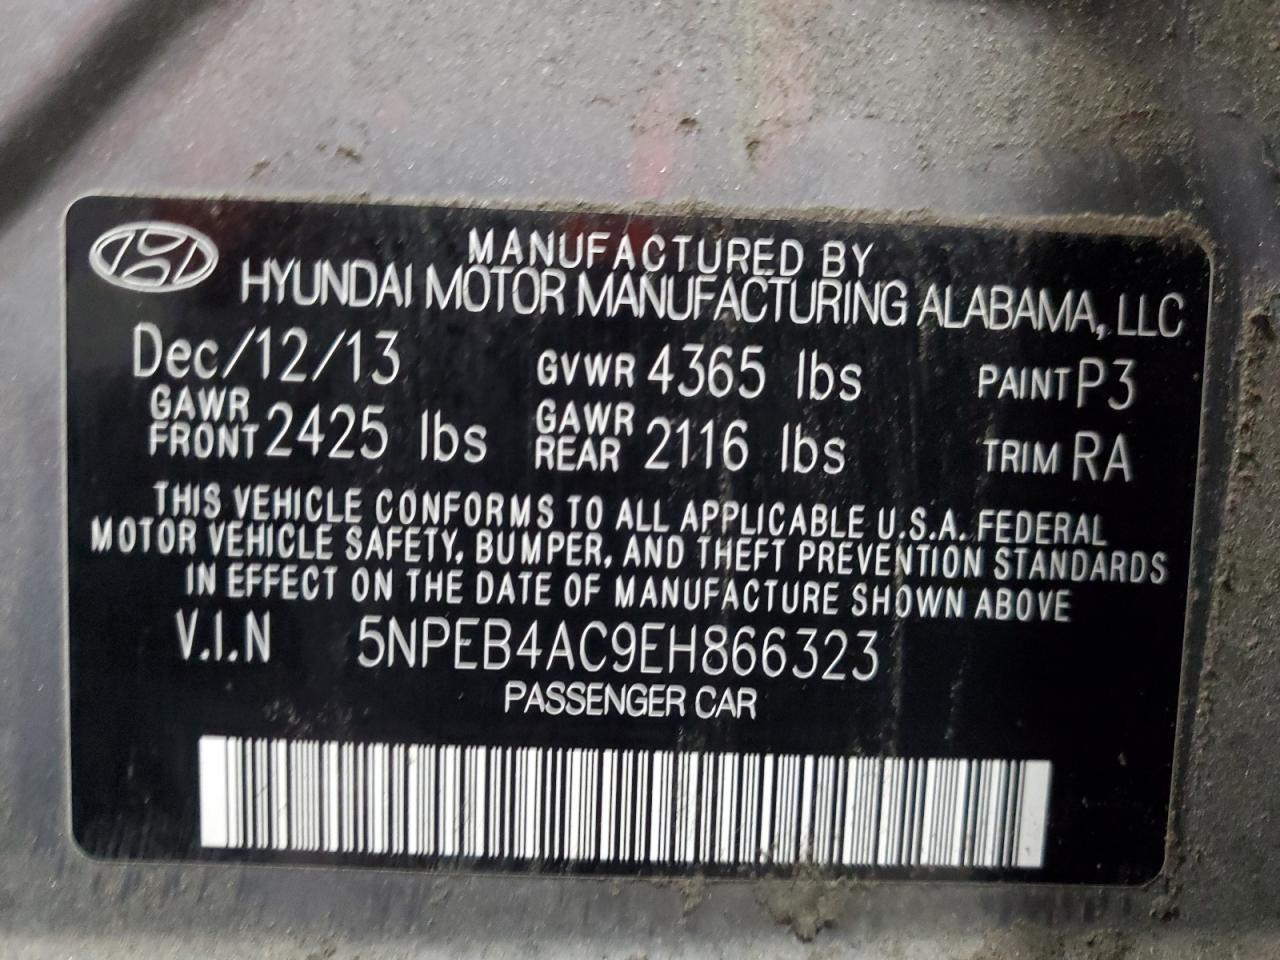 MANUFACTURED BY
HYUNDAI MOTOR MANUFACTURING ALABAMA, LLC
Dec/12/13 GVWR 4365 lbs PAINT P3
GAWR FRONT 2425 lbs GAWR REAR 2116 lbs TRIM RA
THIS VEHICLE CONFORMS TO ALL APPLICABLE U.S.A. FEDERAL
MOTOR VEHICLE SAFETY, BUMPER, AND THEFT PREVENTION STANDARDS
IN EFFECT ON THE DATE OF MANUFACTURE SHOWN ABOVE
V.I.N 5NPEB4AC9EH866323
PASSENGER CAR